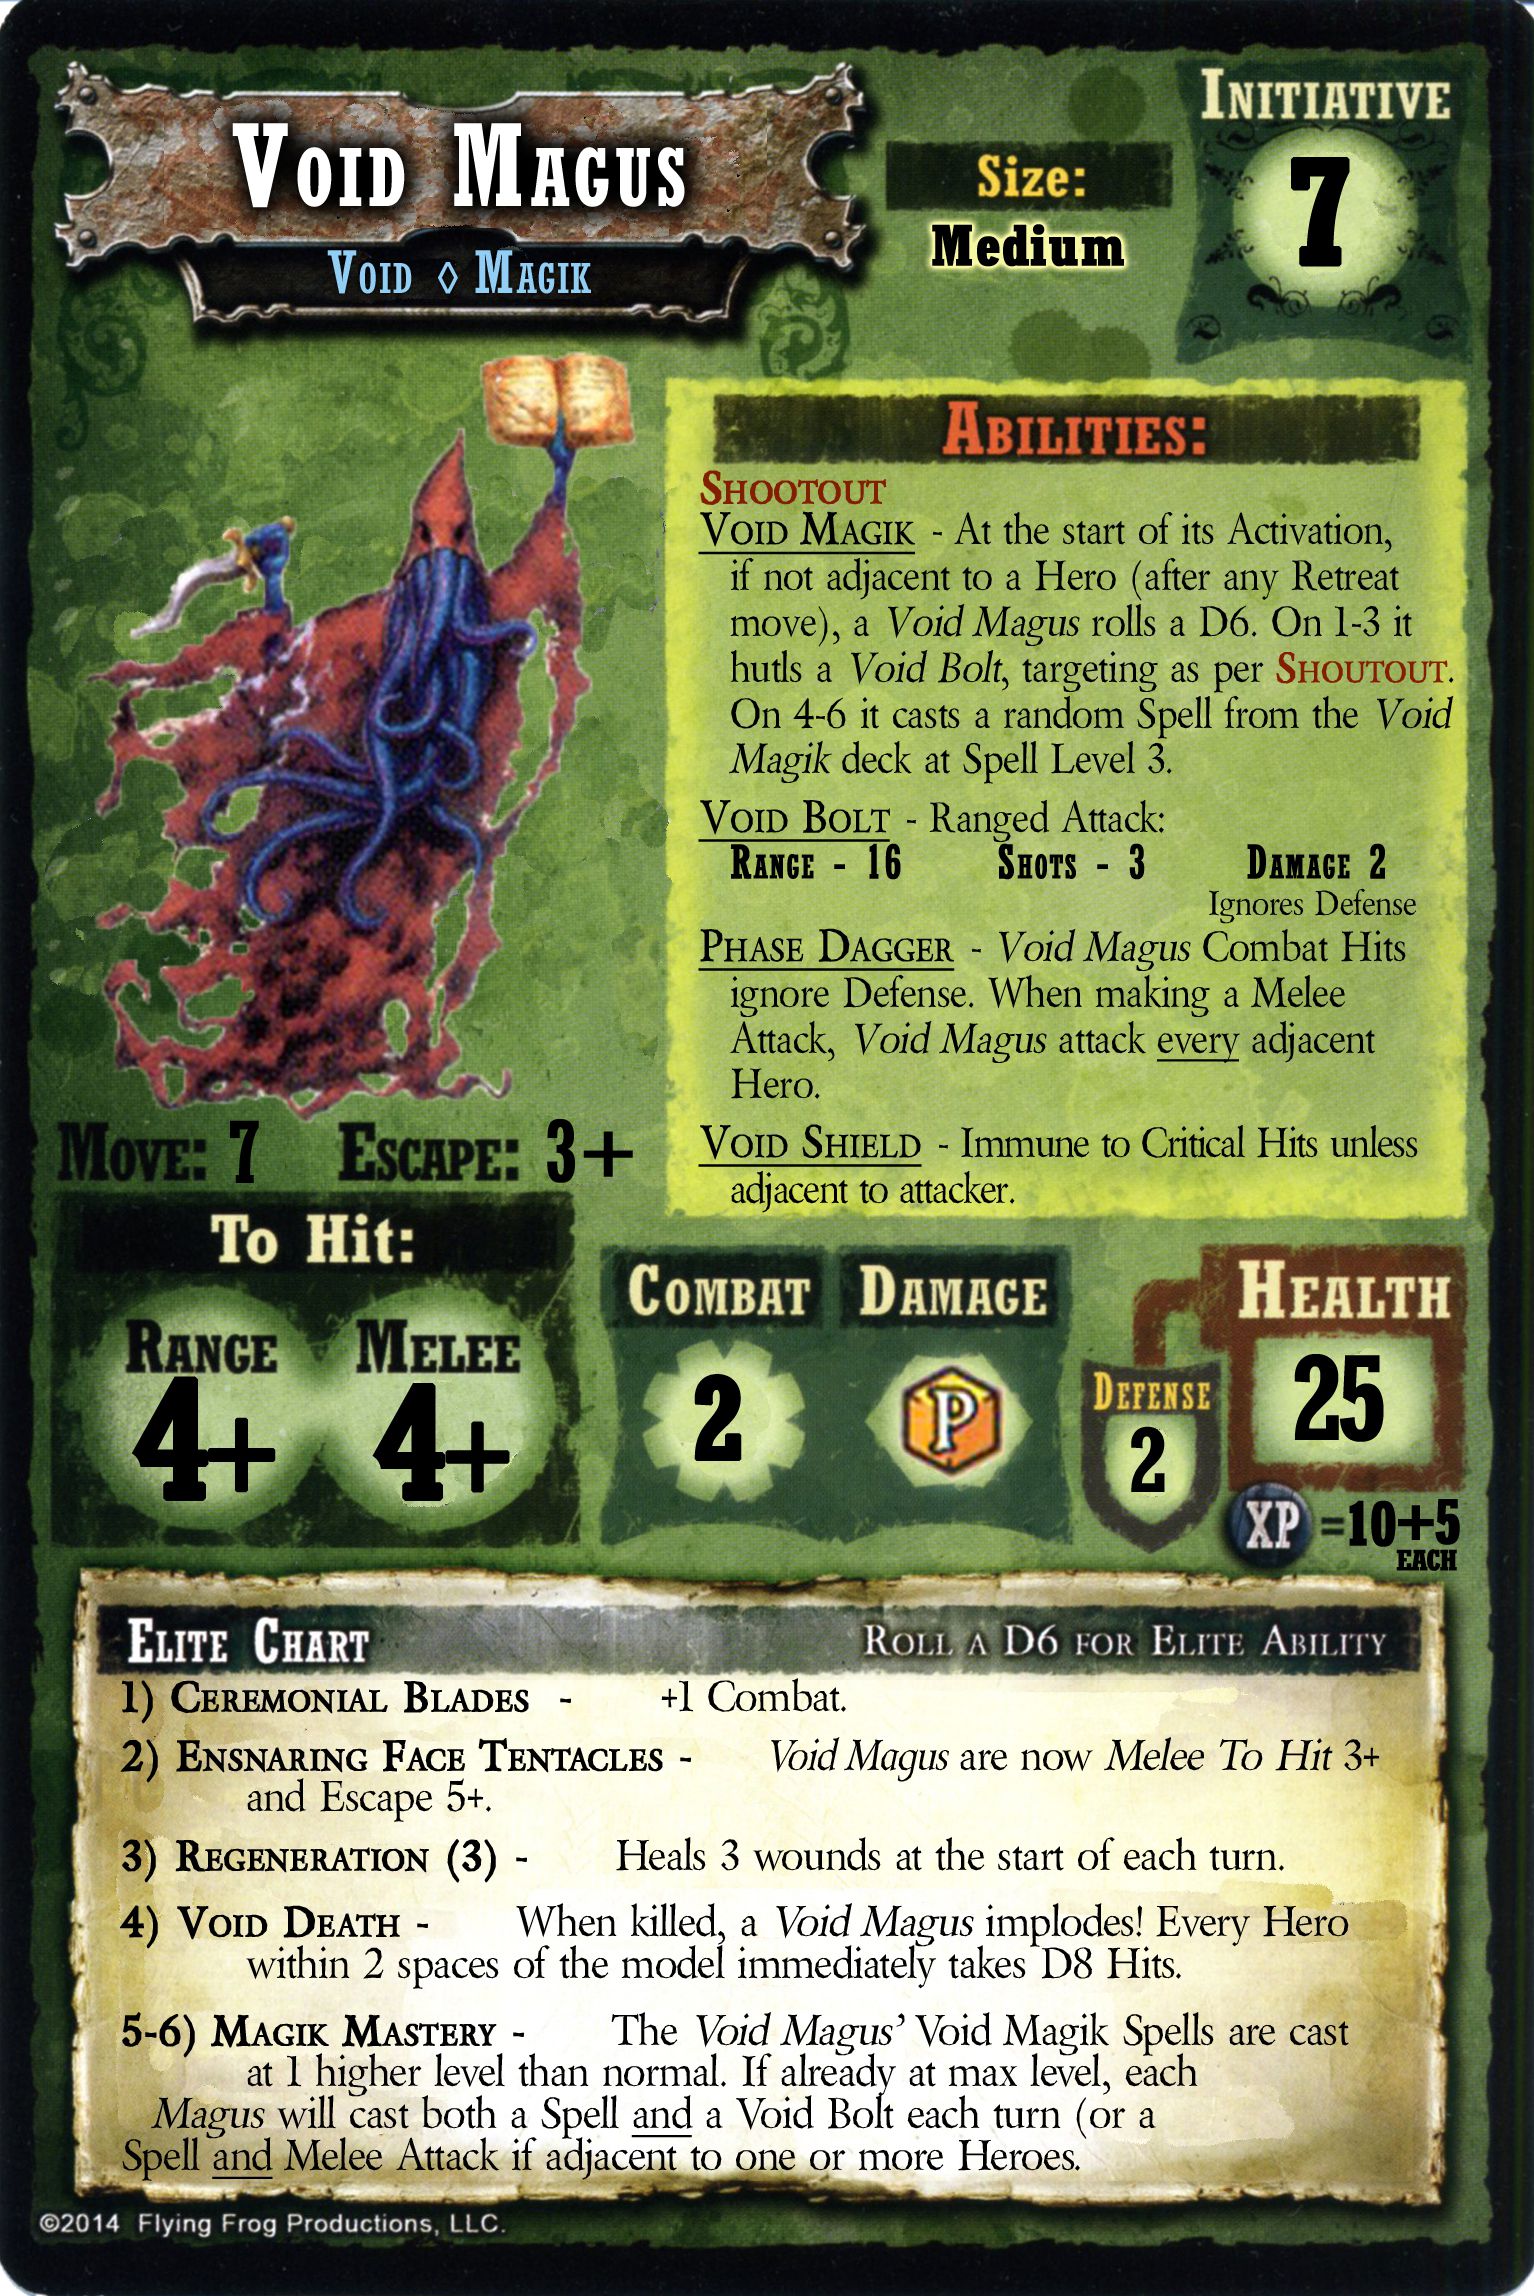 Void Magus
Void ◊ Magik
Size:
Medium
Initiative
7
Abilities:
Shootout
Void Magik - At the start of its Activation,
if not adjacent to a Hero (after any Retreat
move), a Void Magus rolls a D6. On 1-3 it
hutls a Void Bolt, targeting as per Shoutout.
On 4-6 it casts a random Spell from the Void
Magik deck at Spell Level 3.
Void Bolt - Ranged Attack:
Range - 16 Shots - 3 Damage 2
Ignores Defense
Phase Dagger - Void Magus Combat Hits
ignore Defense. When making a Melee
Attack, Void Magus attack every adjacent
Hero.
Void Shield - Immune to Critical Hits unless
adjacent to attacker.
Move: 7 Escape: 3+
To Hit:
Range Melee
4+ 4+
Combat
2
Damage
P
Defense
2
Health
25
XP =10+5
each
Elite Chart Roll a D6 for Elite Ability
1) Ceremonial Blades - +1 Combat.
2) Ensnaring Face Tentacles - Void Magus are now Melee To Hit 3+
and Escape 5+.
3) Regeneration (3) - Heals 3 wounds at the start of each turn.
4) Void Death - When killed, a Void Magus implodes! Every Hero
within 2 spaces of the model immediately takes D8 Hits.
5-6) Magik Mastery - The Void Magus' Void Magik Spells are cast
at 1 higher level than normal. If already at max level, each
Magus will cast both a Spell and a Void Bolt each turn (or a
Spell and Melee Attack if adjacent to one or more Heroes.
©2014 Flying Frog Productions, LLC.